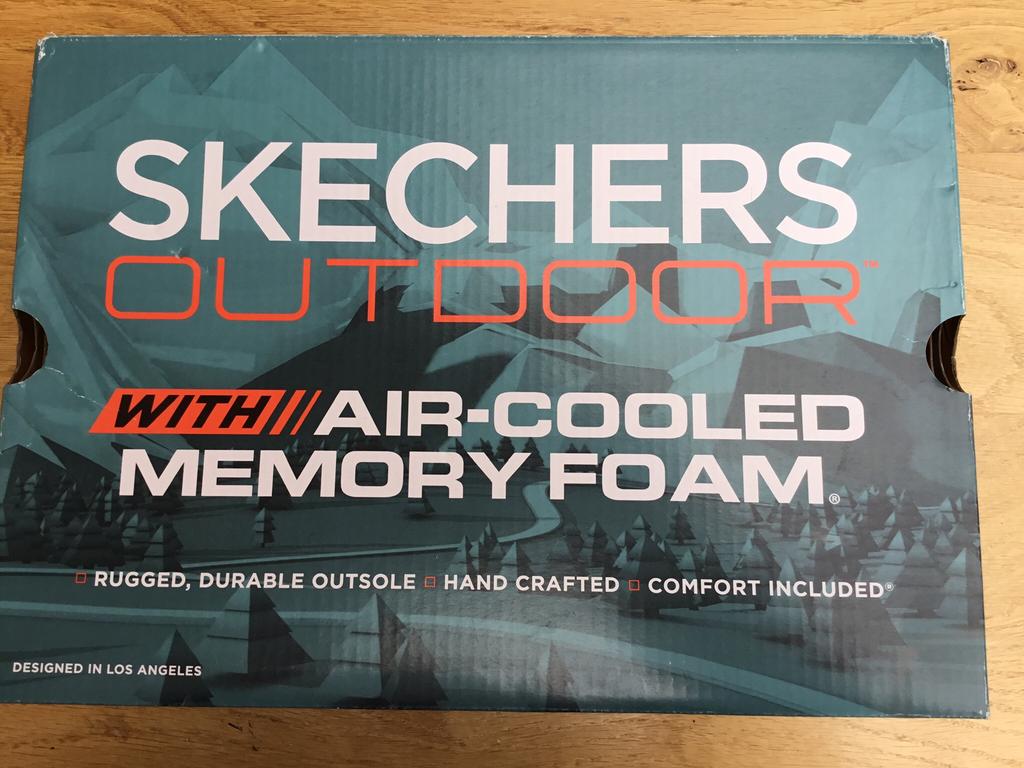 SKECHERS
OUTDOOR™
WITH// AIR-COOLED
MEMORY FOAM®
RUGGED, DURABLE OUTSOLE HAND CRAFTED COMFORT INCLUDED®
DESIGNED IN LOS ANGELES